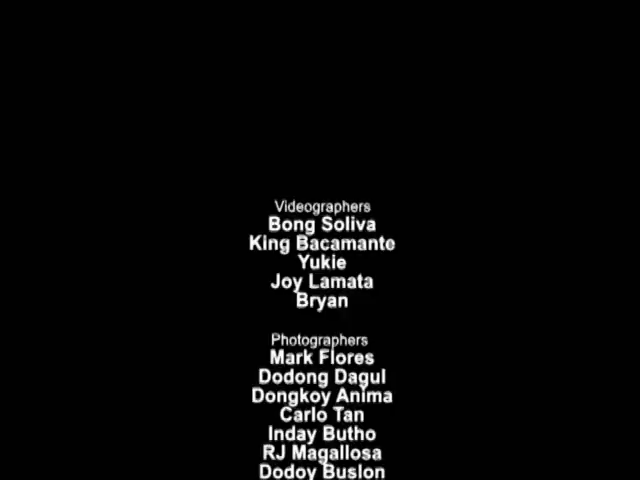 Videographers
Bong Soliva
King Bacamante
Yukie
Joy Lamata
Bryan
Photographers
Mark Flores
Dodong Dagul
Dongkoy Anima
Carlo Tan
Inday Butho
RJ Magallosa
Dodoy Buslon